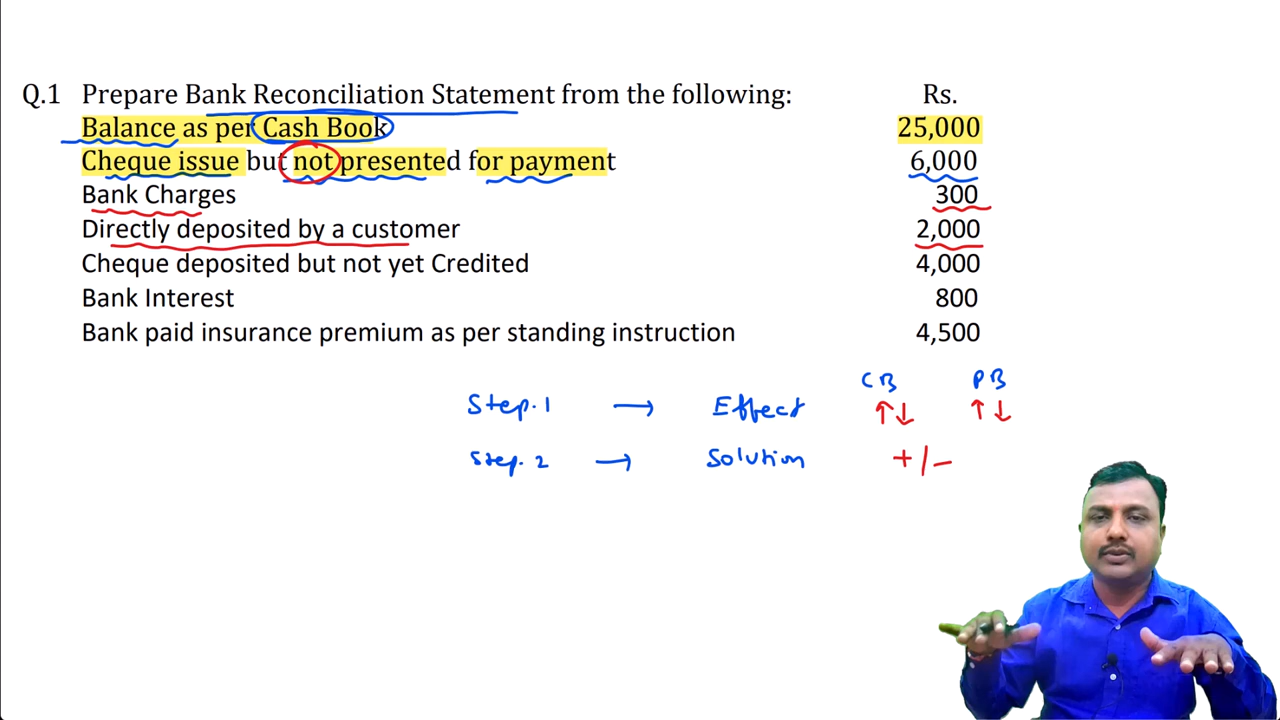 Q.1 Prepare Bank Reconciliation Statement from the following: Rs.
Balance as per Cash Book 25,000
Cheque issue but not presented for payment 6,000
Bank Charges 300
Directly deposited by a customer 2,000
Cheque deposited but not yet Credited 4,000
Bank Interest 800
Bank paid insurance premium as per standing instruction 4,500
CB PB
Step.1 → Effect ↑↓ ↑↓
Step.2 → Solution +/-